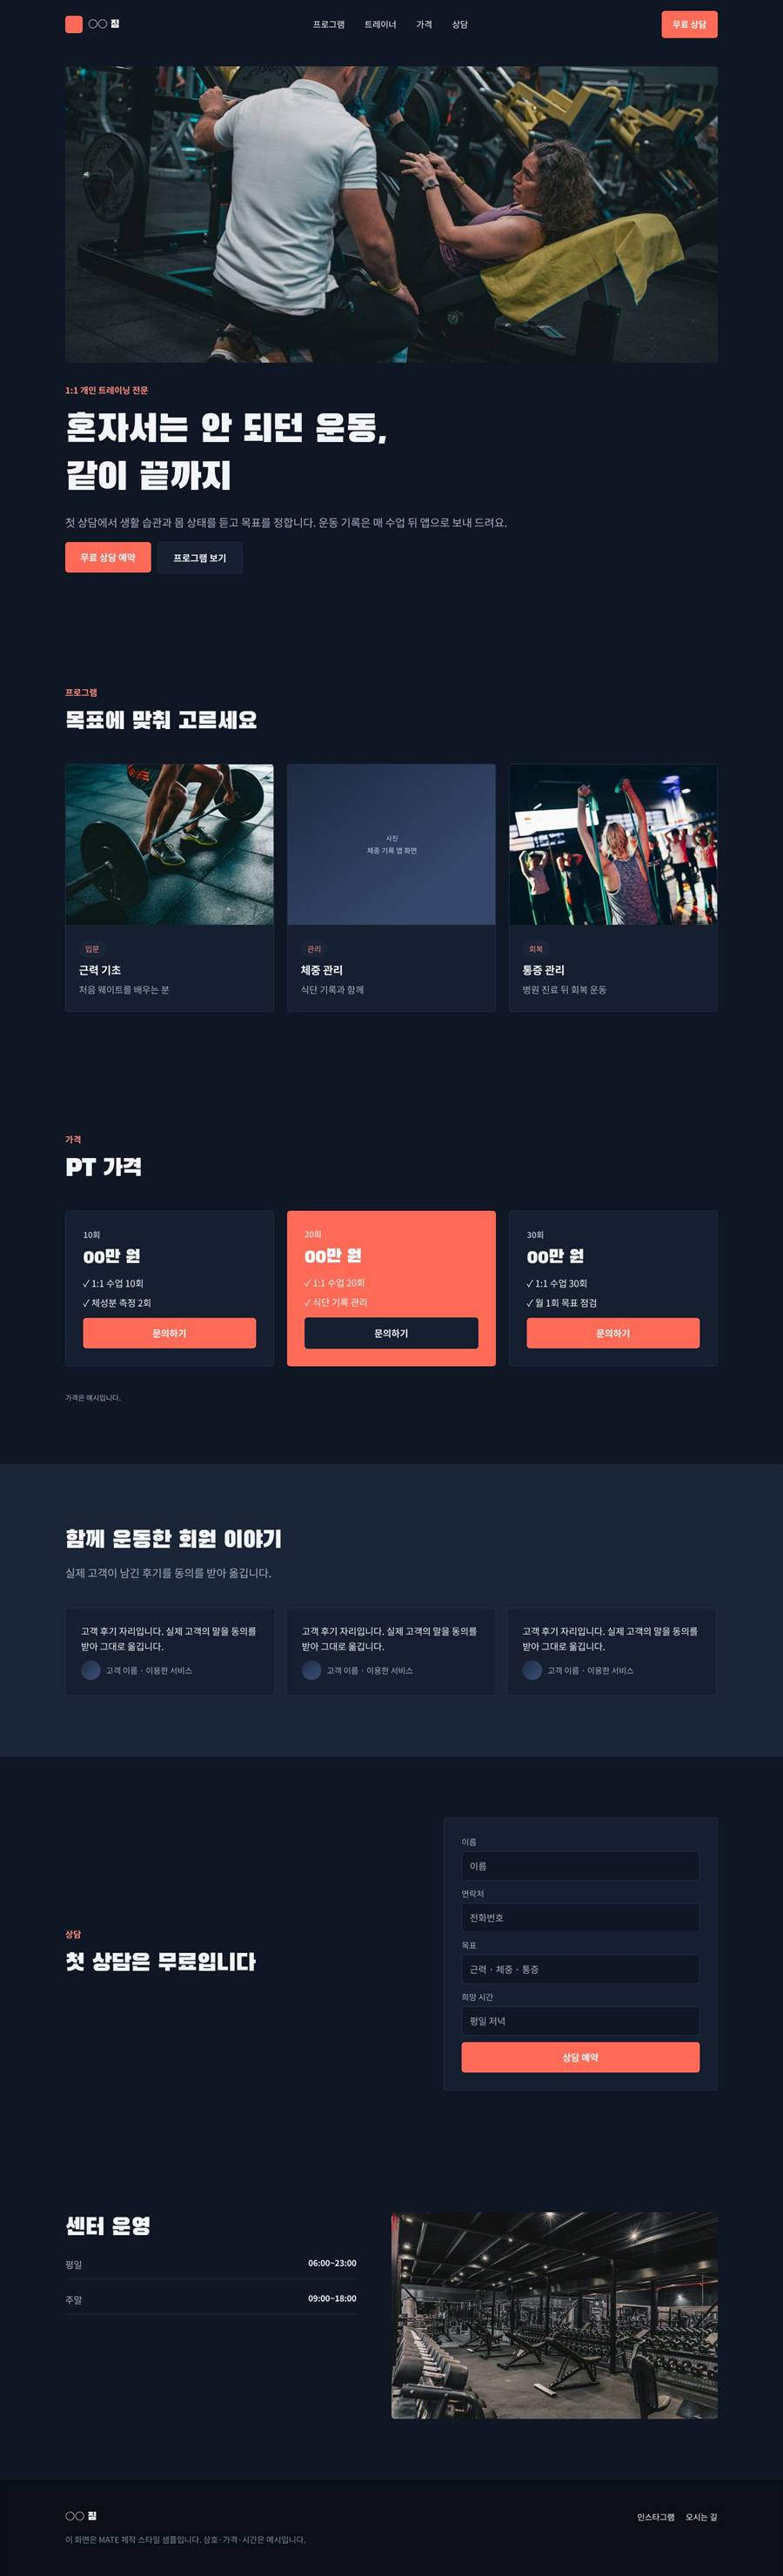 ○○ 짐
프로그램 트레이너 가격 상담
무료 상담
1:1 개인 트레이닝 전문
혼자서는 안 되던 운동,
같이 끝까지
첫 상담에서 생활 습관과 몸 상태를 듣고 목표를 정합니다. 운동 기록은 매 수업 뒤 앱으로 보내 드려요.
무료 상담 예약
프로그램 보기
프로그램
목표에 맞춰 고르세요
입문
근력 기초
처음 웨이트를 배우는 분
사진
체중 기록 앱 화면
관리
체중 관리
식단 기록과 함께
회복
통증 관리
병원 진료 뒤 회복 운동
가격
PT 가격
10회
00만 원
✓ 1:1 수업 10회
✓ 체성분 측정 2회
문의하기
20회
00만 원
✓ 1:1 수업 20회
✓ 식단 기록 관리
문의하기
30회
00만 원
✓ 1:1 수업 30회
✓ 월 1회 목표 점검
문의하기
가격은 예시입니다.
함께 운동한 회원 이야기
실제 고객이 남긴 후기를 동의를 받아 옮깁니다.
고객 후기 자리입니다. 실제 고객의 말을 동의를
받아 그대로 옮깁니다.
고객 이름 · 이용한 서비스
고객 후기 자리입니다. 실제 고객의 말을 동의를
받아 그대로 옮깁니다.
고객 이름 · 이용한 서비스
고객 후기 자리입니다. 실제 고객의 말을 동의를
받아 그대로 옮깁니다.
고객 이름 · 이용한 서비스
상담
첫 상담은 무료입니다
이름
이름
연락처
전화번호
목표
근력 · 체중 · 통증
희망 시간
평일 저녁
상담 예약
센터 운영
평일 06:00~23:00
주말 09:00~18:00
○○ 짐
이 화면은 MATE 제작 스타일 샘플입니다. 상호·가격·시간은 예시입니다.
인스타그램 오시는 길